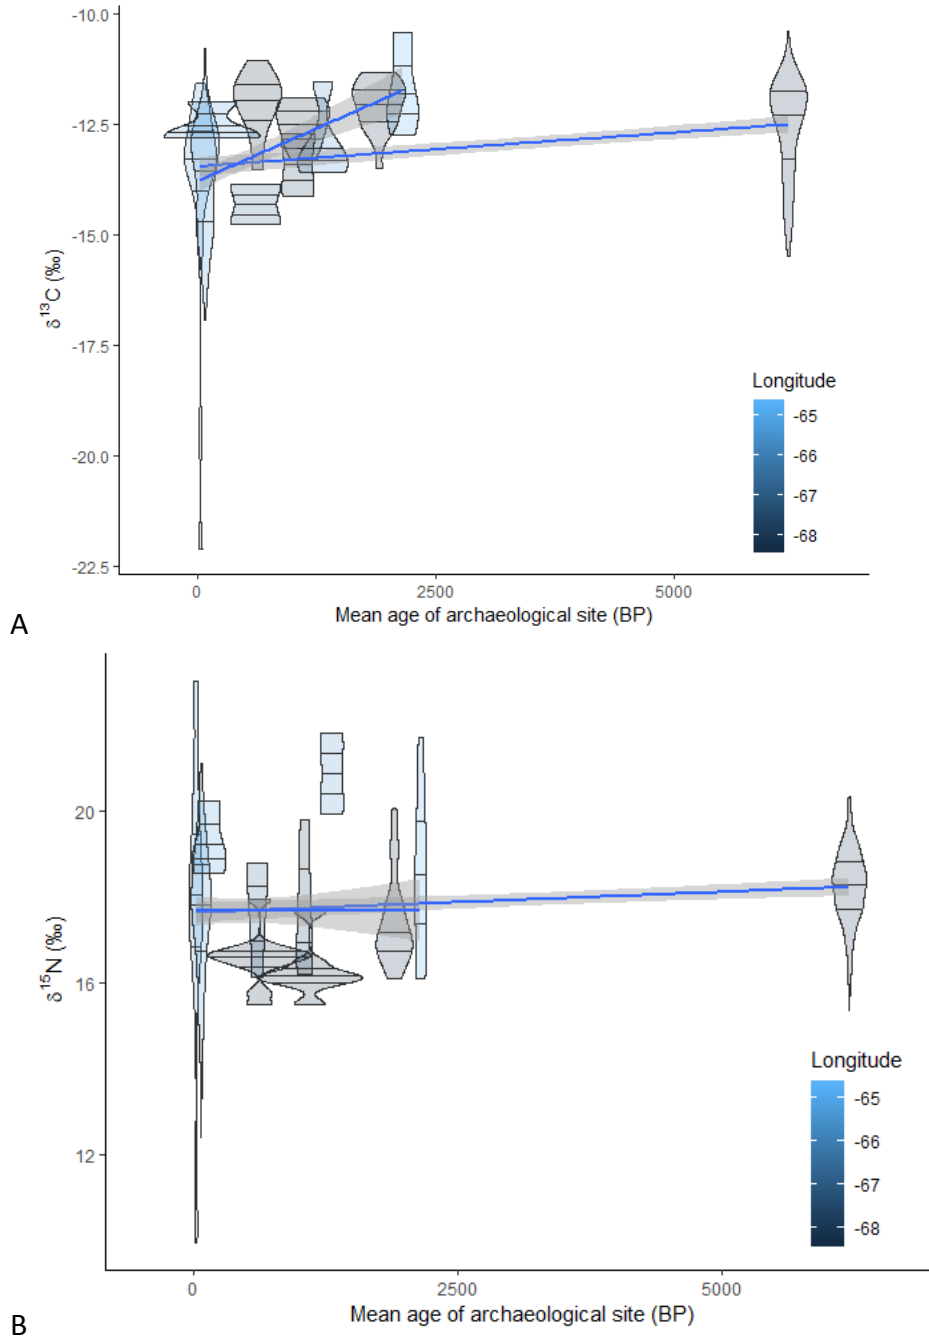 -10.0
-12.5
-15.0
-17.5
-20.0
-22.5
δ¹³C (‰)
Longitude
-65
-66
-67
-68
0 2500 5000
Mean age of archaeological site (BP)
A
20
16
12
δ¹⁵N (‰)
Longitude
-65
-66
-67
-68
0 2500 5000
Mean age of archaeological site (BP)
B